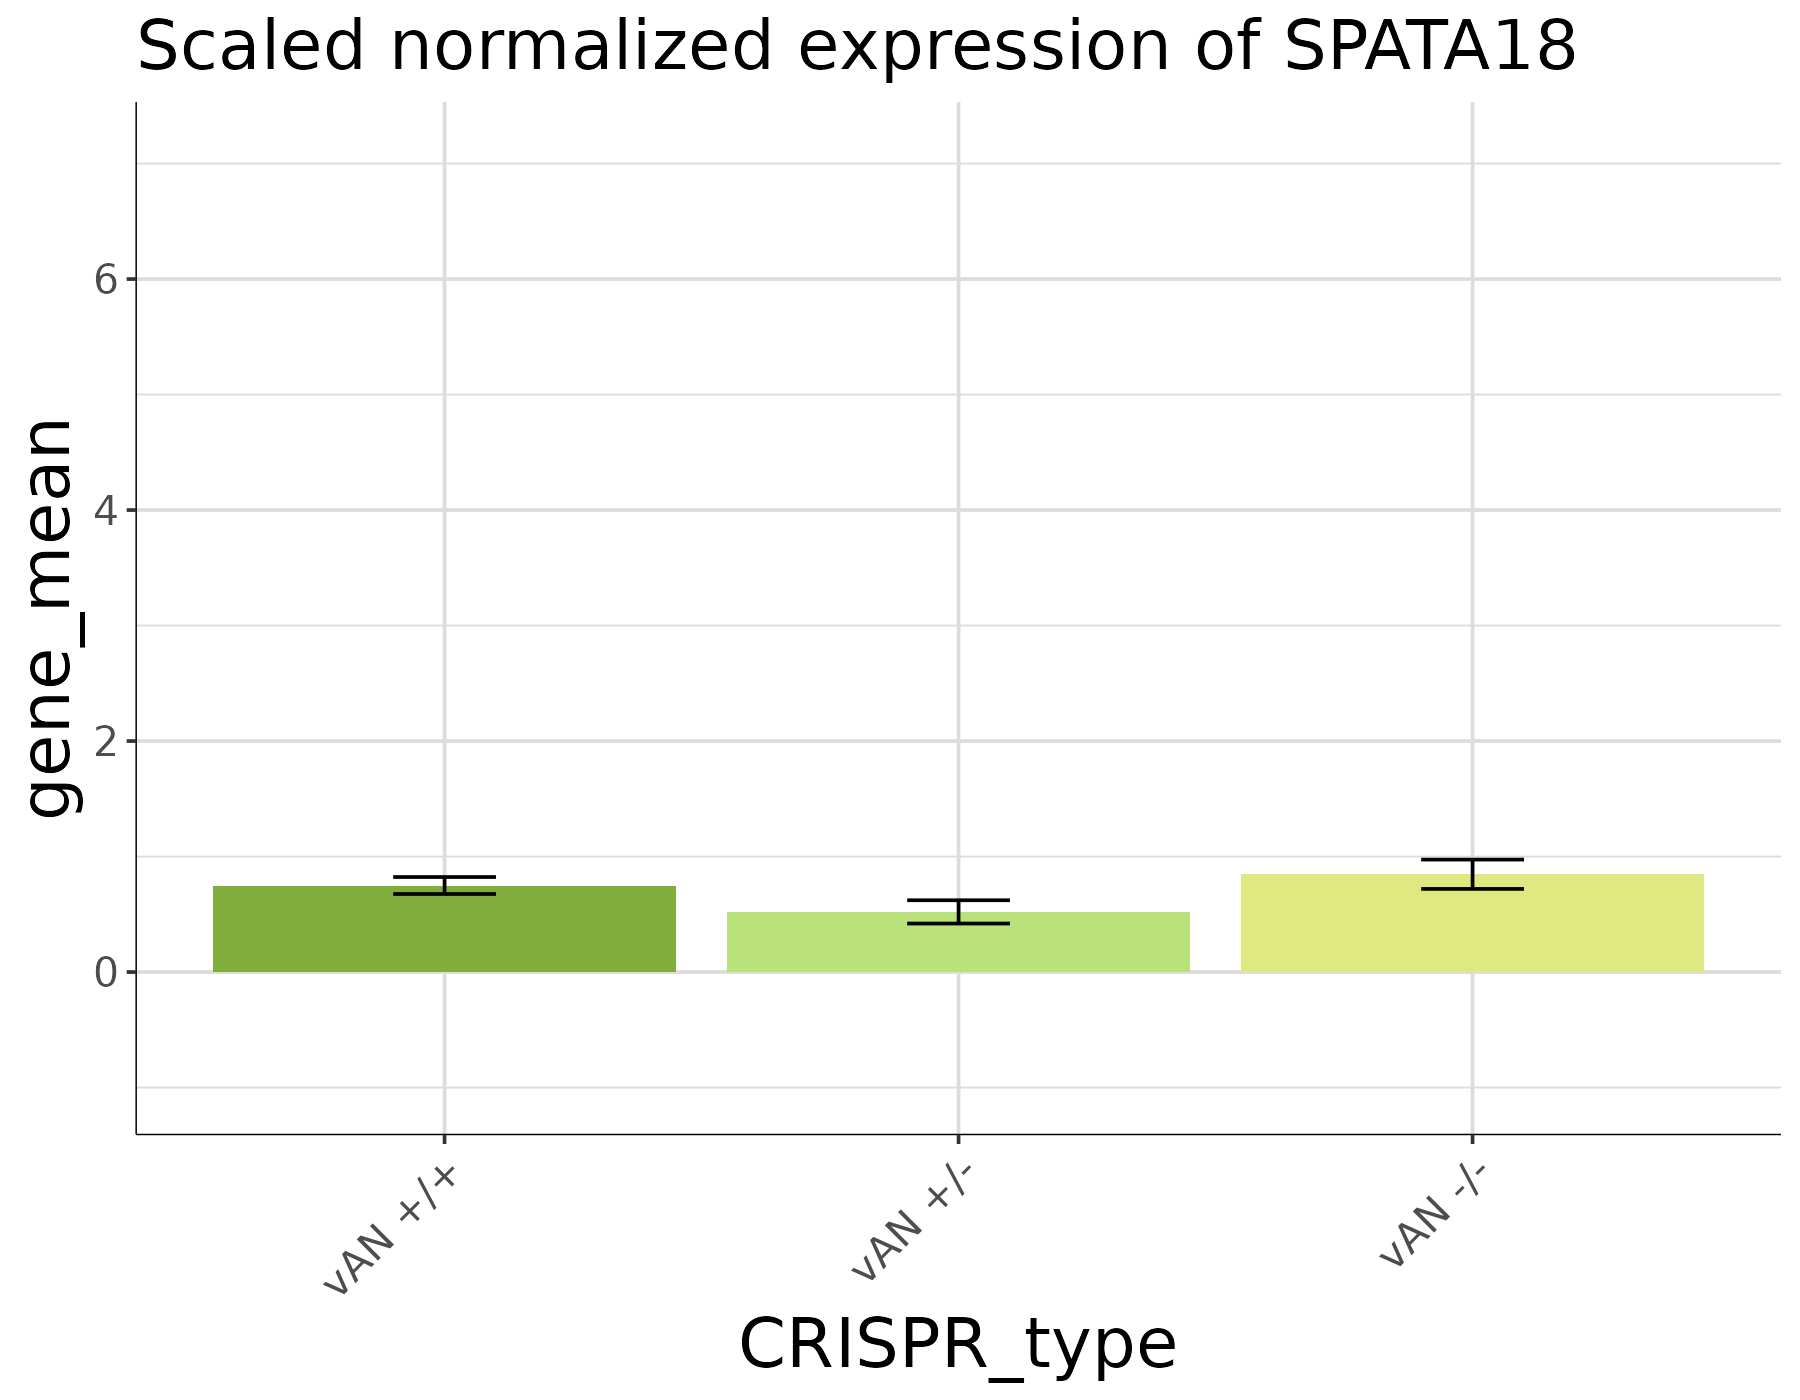 Scaled normalized expression of SPATA18
gene_mean
6
4
2
0
vAN +/+
vAN +/-
vAN -/-
CRISPR_type